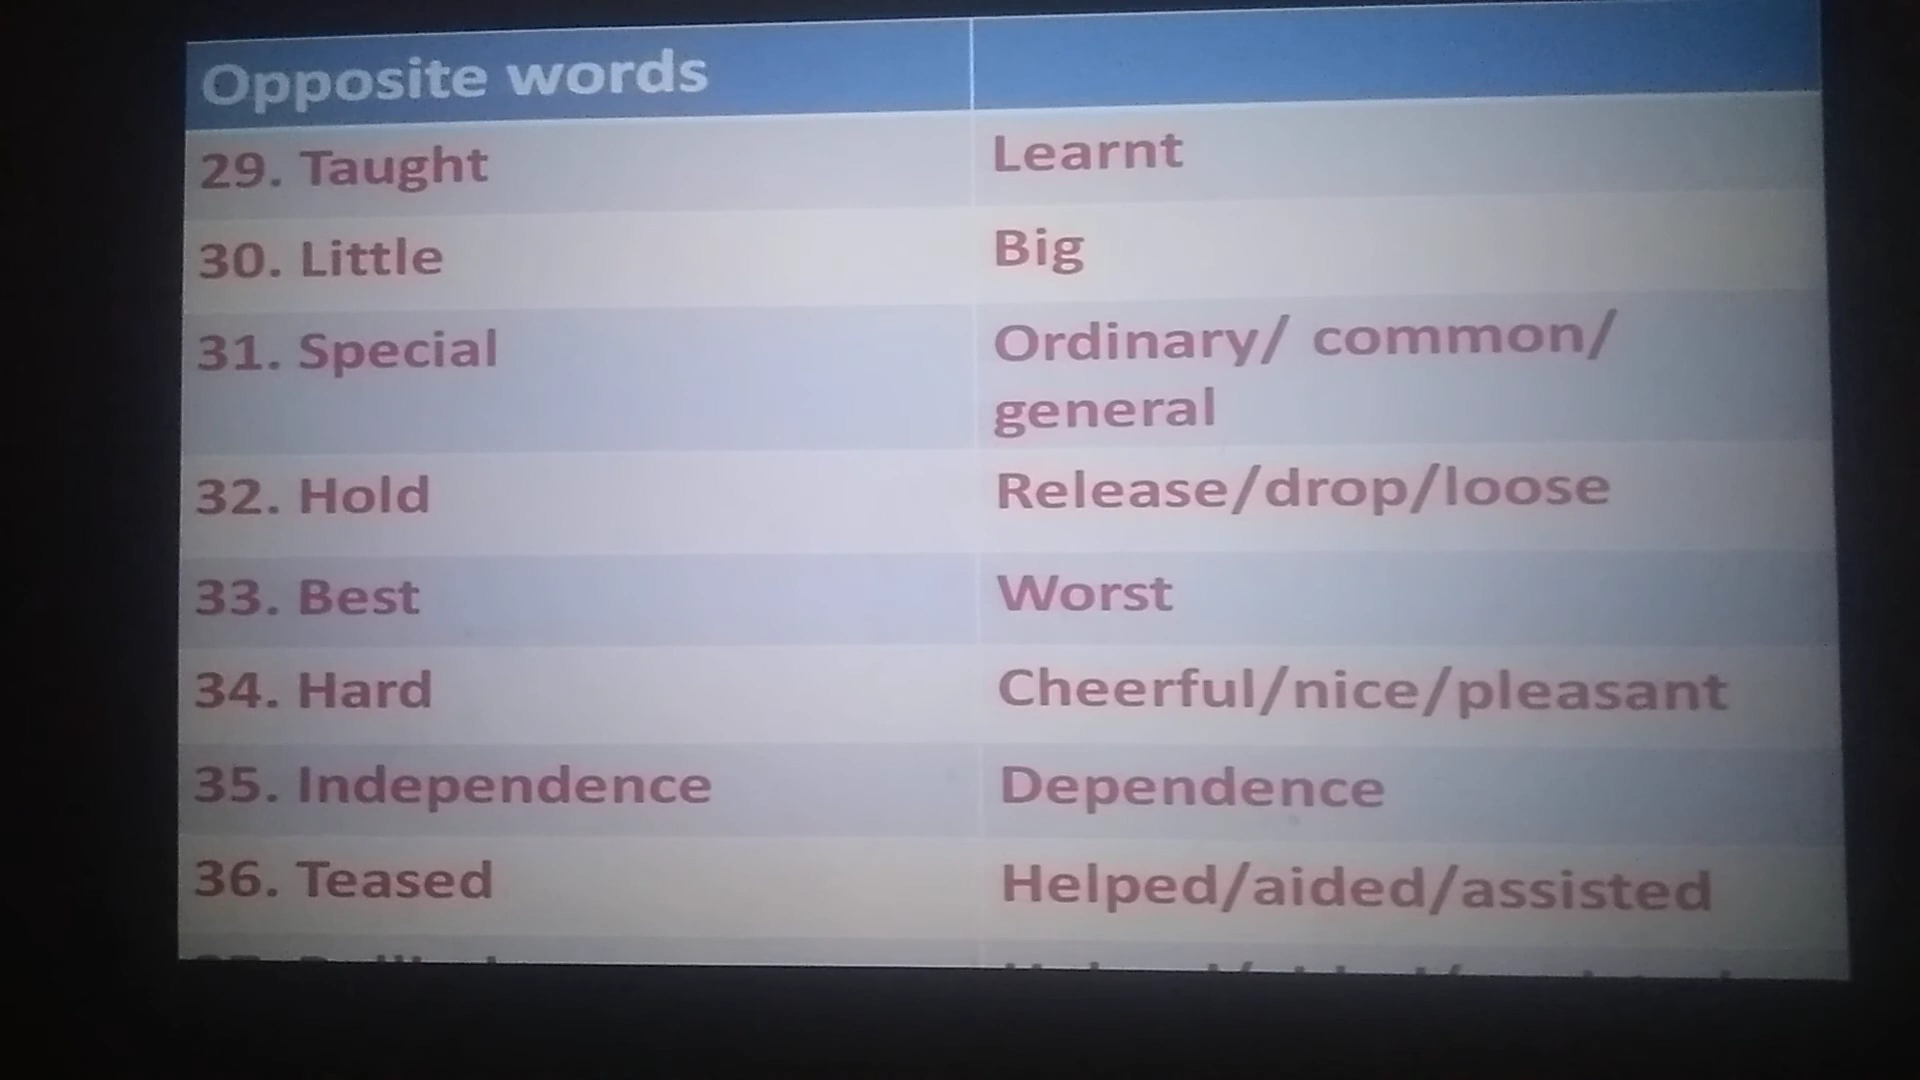 Opposite words
29. Taught Learnt
30. Little Big
31. Special Ordinary/ common/
general
32. Hold Release/drop/loose
33. Best Worst
34. Hard Cheerful/nice/pleasant
35. Independence Dependence
36. Teased Helped/aided/assisted